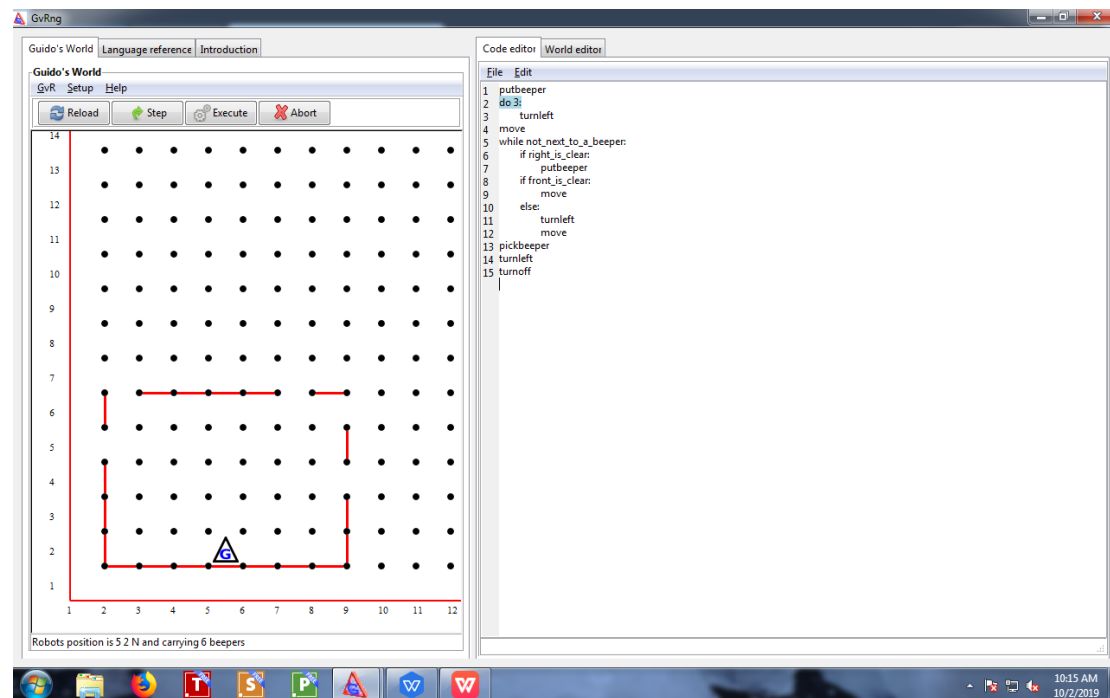 GvRng
Guido's World Language reference Introduction
Guido's World
GvR Setup Help
Reload Step Execute Abort
14
13
12
11
10
9
8
7
6
5
4
3
2
1
G
1 2 3 4 5 6 7 8 9 10 11 12
Robots position is 5 2 N and carrying 6 beepers
Code editor World editor
File Edit
1 putbeeper
2 do 3:
3 turnleft
4 move
5 while not_next_to_a_beeper:
6 if right_is_clear:
7 putbeeper
8 if front_is_clear:
9 move
10 else:
11 turnleft
12 move
13 pickbeeper
14 turnleft
15 turnoff
T S P W W
10:15 AM
10/2/2019